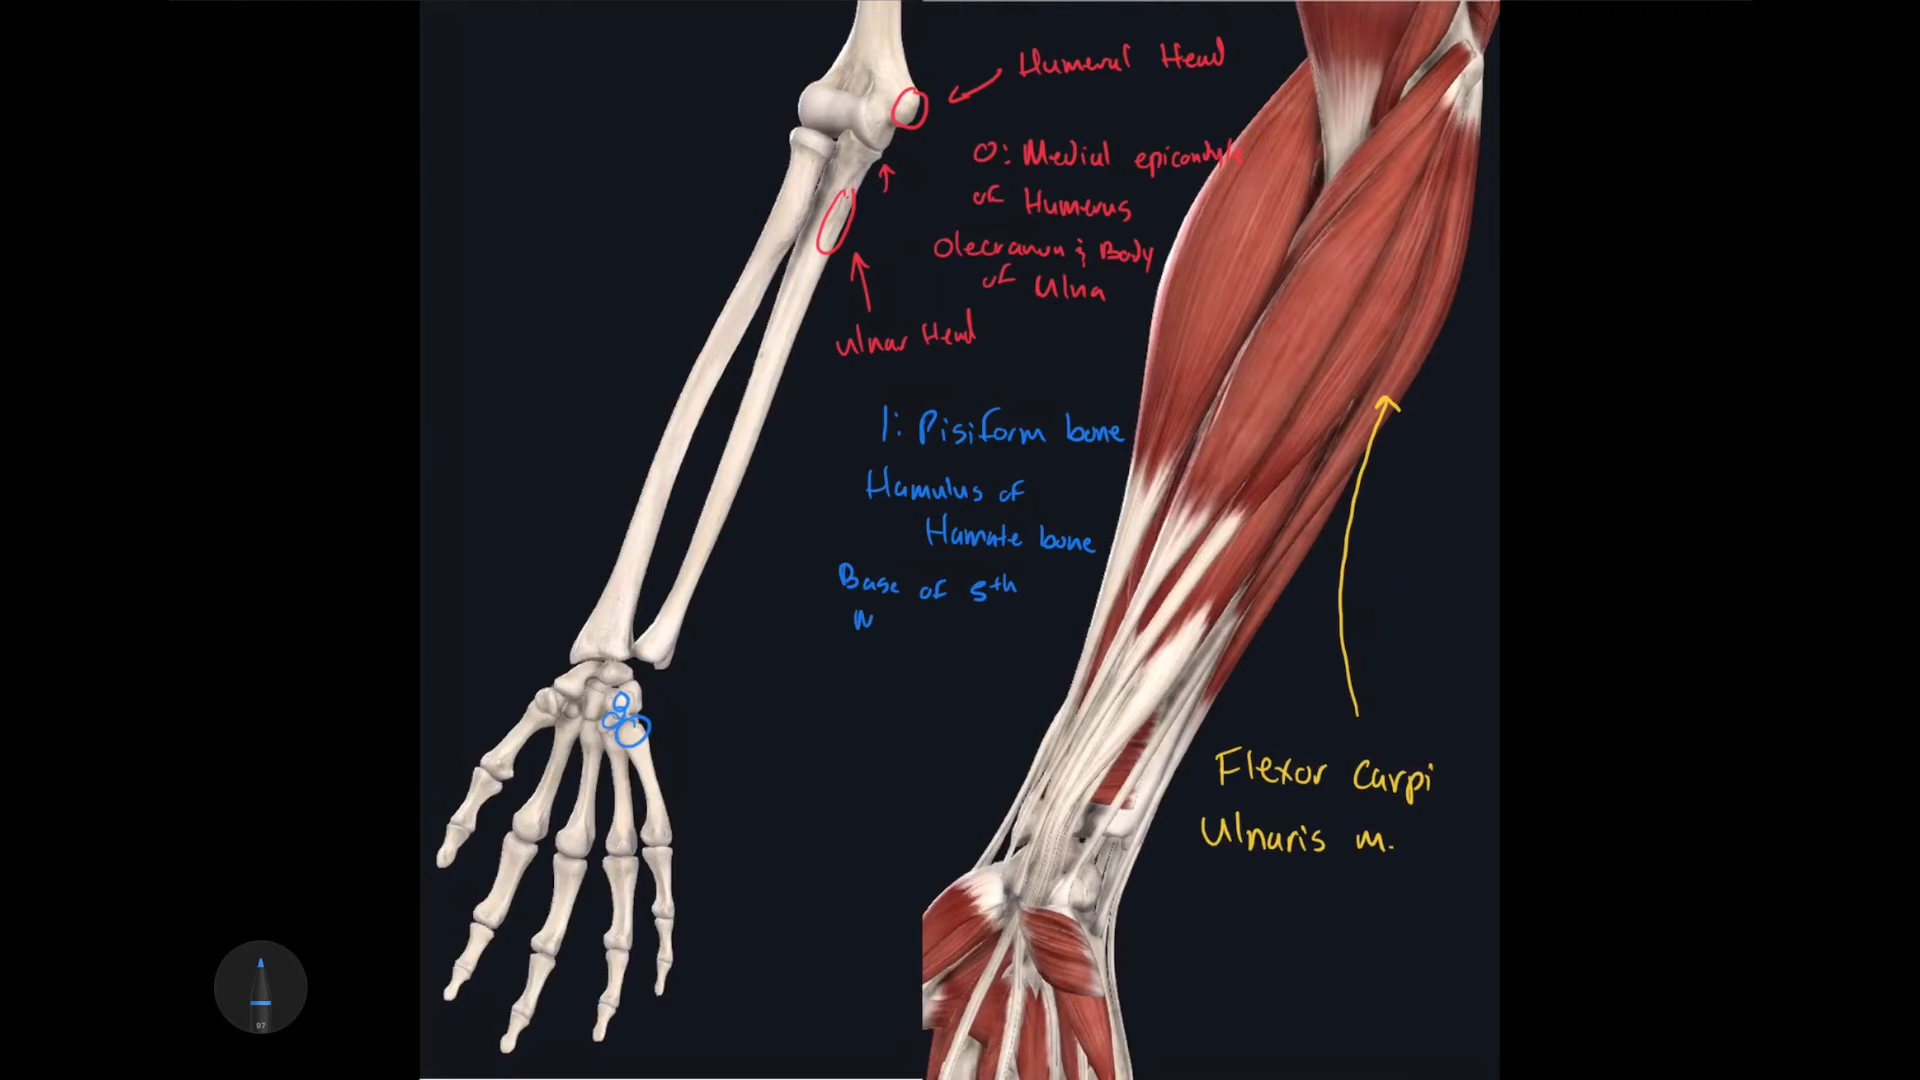 Humeral Head
O: Medial epicondyle
of Humerus
Olecranon & Body
of Ulna
Ulnar Head
I: Pisiform bone
Hamulus of
Hamate bone
Base of 5th
M
Flexor Carpi
Ulnaris m.
97